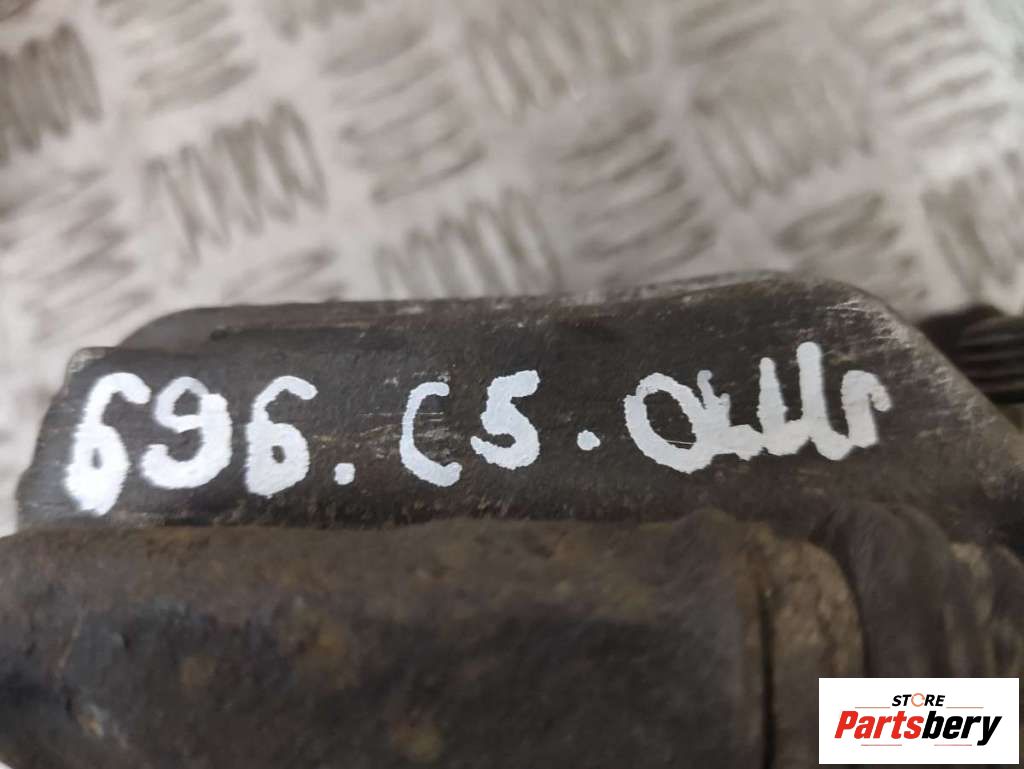 696. C5.
STORE
Partsbery